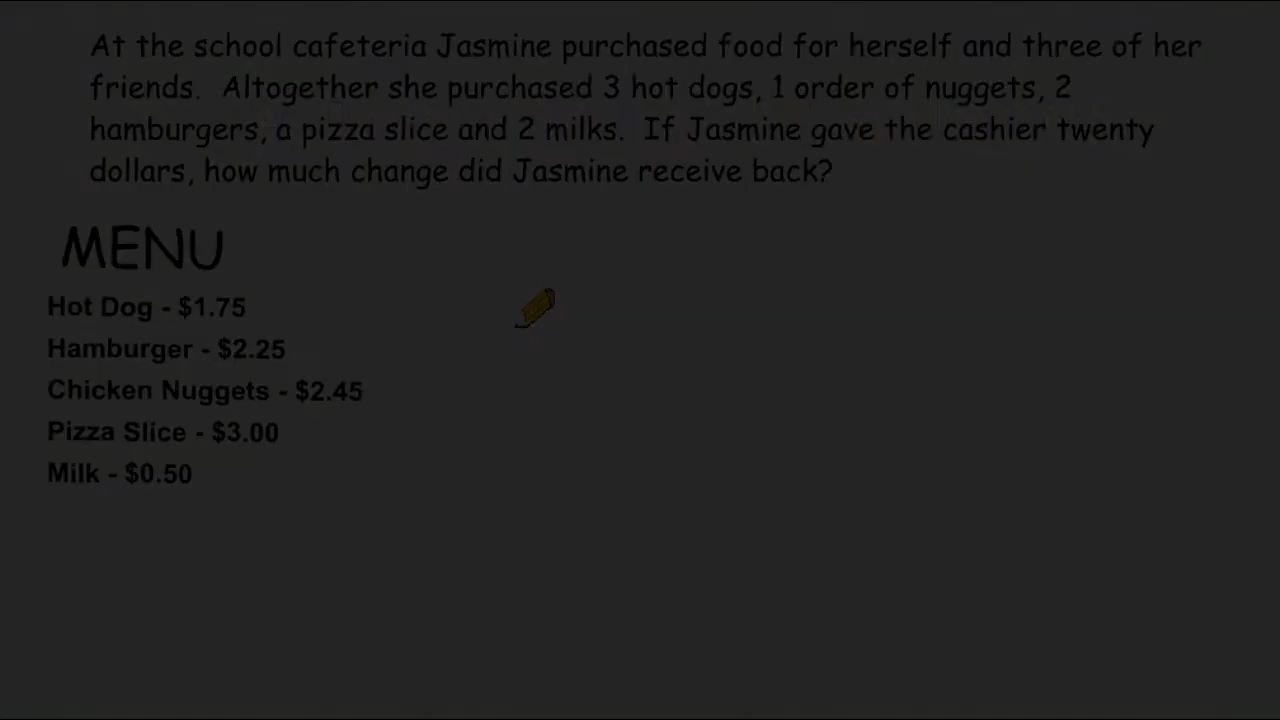 At the school cafeteria Jasmine purchased food for herself and three of her
friends. Altogether she purchased 3 hot dogs, 1 order of nuggets, 2
hamburgers, a pizza slice and 2 milks. If Jasmine gave the cashier twenty
dollars, how much change did Jasmine receive back?
MENU
Hot Dog - $1.75
Hamburger - $2.25
Chicken Nuggets - $2.45
Pizza Slice - $3.00
Milk - $0.50